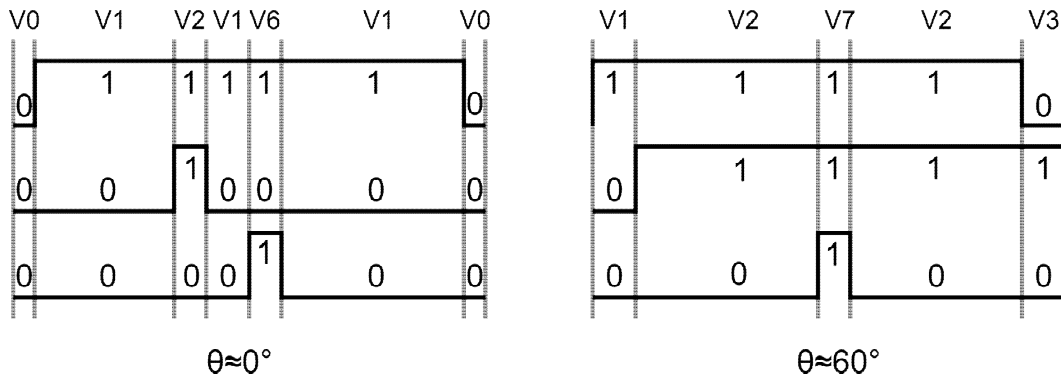 V0 V1 V2 V1 V6 V1 V0 V1 V2 V7 V2 V3
0 1 1 1 1 1 0 1 1 1 1 0
0 0 1 0 0 0 0 0 1 1 1 1
0 0 0 0 1 0 0 0 0 1 0 0
θ≈0° θ≈60°